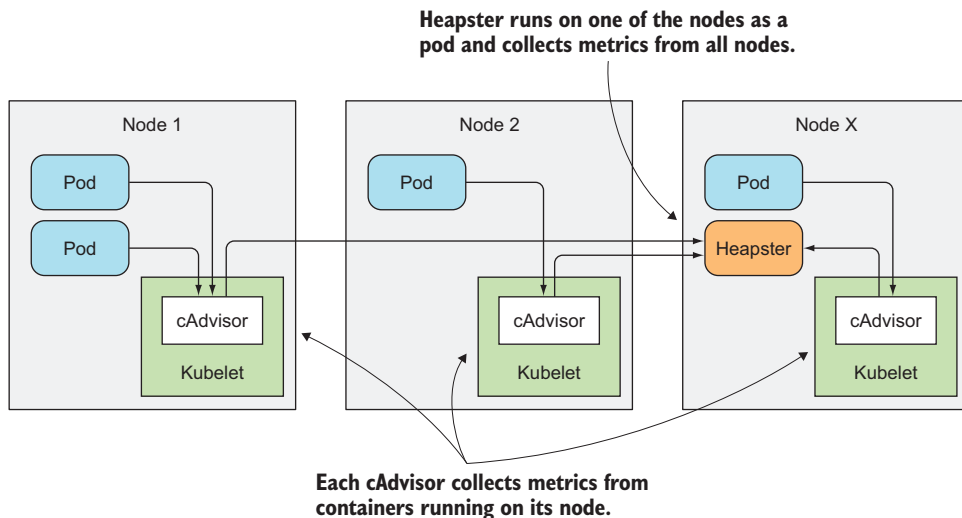 Heapster runs on one of the nodes as a
pod and collects metrics from all nodes.
Node 1
Pod
Pod
cAdvisor
Kubelet
Node 2
Pod
cAdvisor
Kubelet
Node X
Pod
Heapster
cAdvisor
Kubelet
Each cAdvisor collects metrics from
containers running on its node.